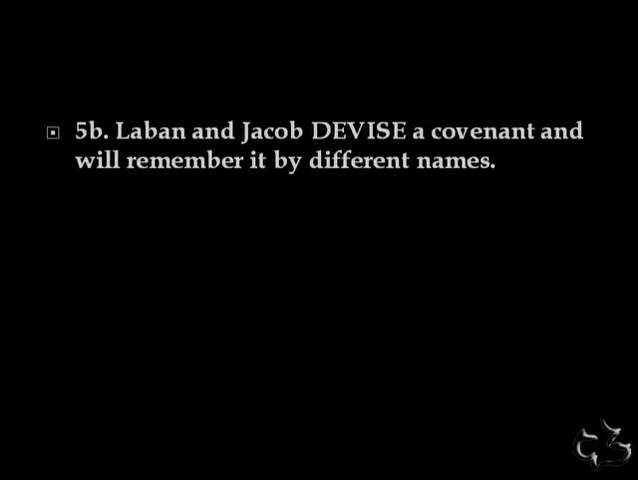 5b. Laban and Jacob DEVISE a covenant and
will remember it by different names.